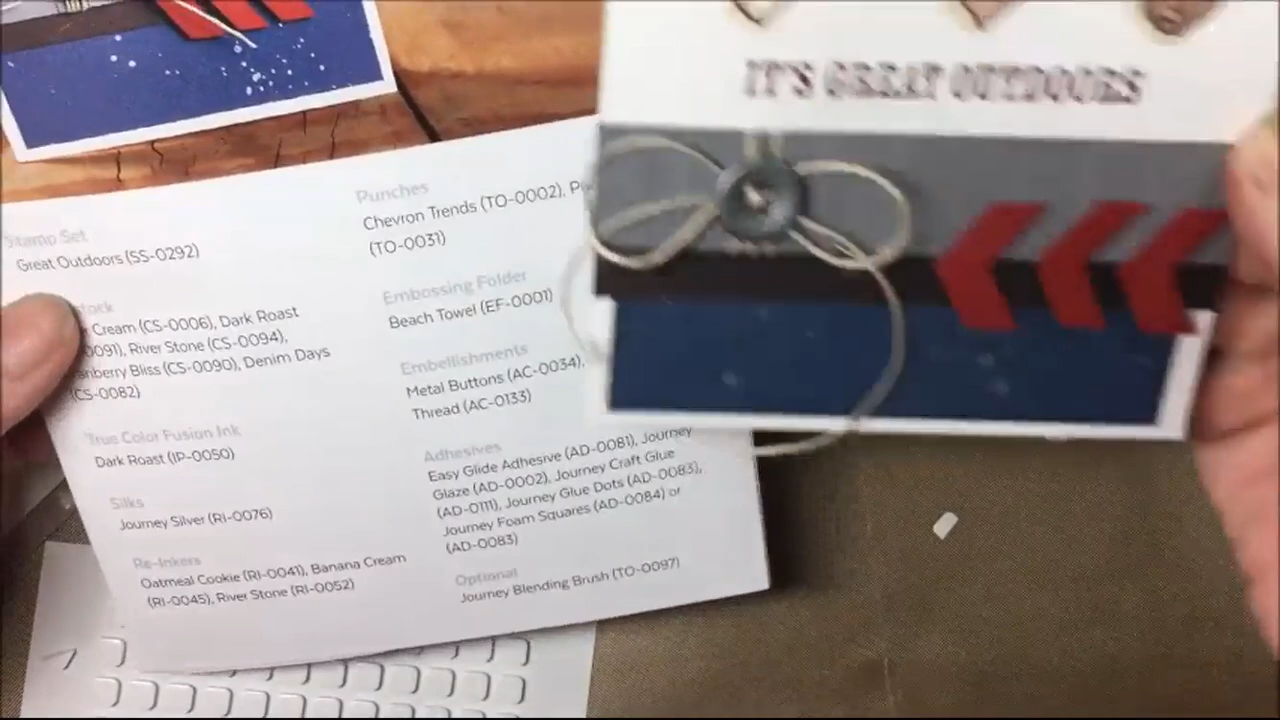 IT'S GREAT OUTDOORS
Stamp Set
Great Outdoors (SS-0292)
Cream (CS-0006), Dark Roast
0091), River Stone (CS-0094),
anberry Bliss (CS-0090), Denim Days
(CS-0082)
True Color Fusion Ink
Dark Roast (IP-0050)
Silks
Journey Silver (RI-0076)
Re-Inkers
Oatmeal Cookie (RI-0041), Banana Cream
(RI-0045), River Stone (RI-0052)
Punches
Chevron Trends (TO-0002),
(TO-0031)
Embossing Folder
Beach Towel (EF-0001)
Embellishments
Metal Buttons (AC-0034),
Thread (AC-0133)
Adhesives
Easy Glide Adhesive (AD-0081), Journey
Glaze (AD-0002), Journey Craft Glue
(AD-0111), Journey Glue Dots (AD-0083),
Journey Foam Squares (AD-0084) or
(AD-0083)
Optional
Journey Blending Brush (TO-0097)